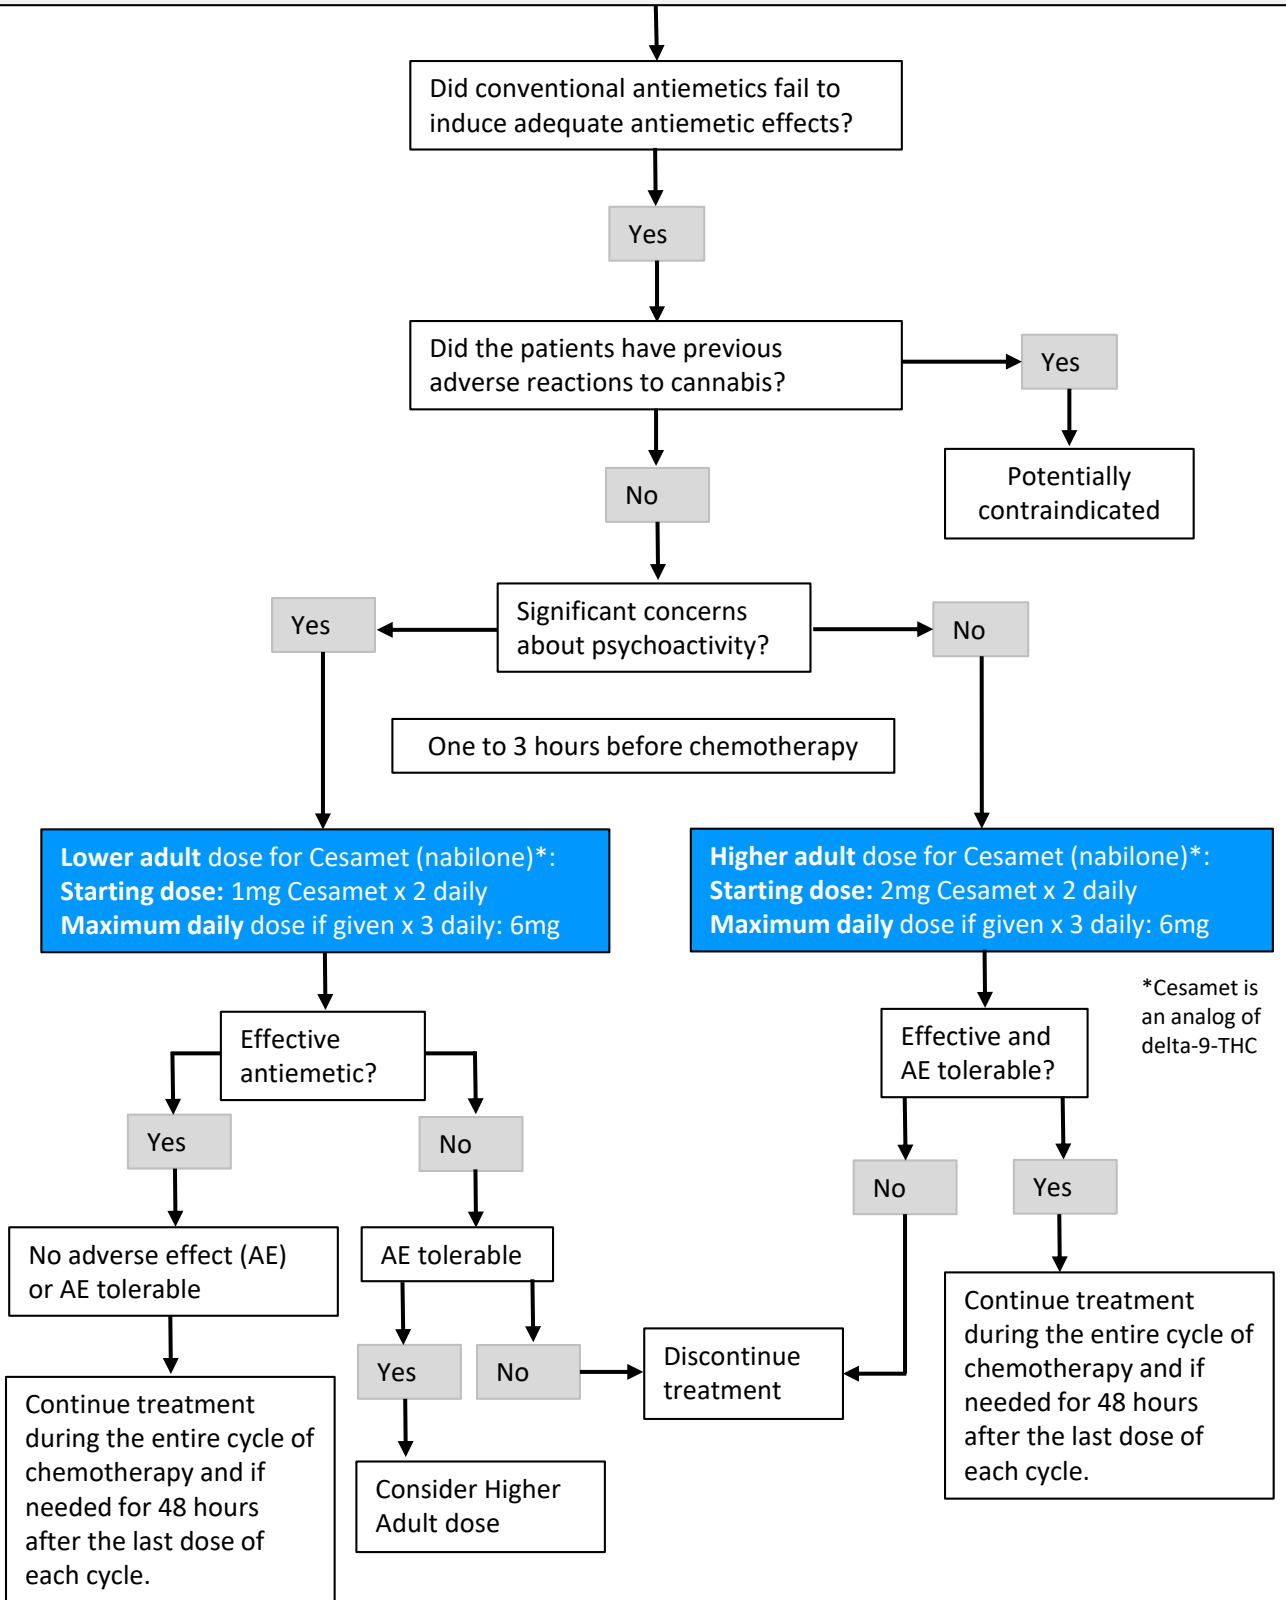 Did conventional antiemetics fail to
induce adequate antiemetic effects?
Yes
Did the patients have previous
adverse reactions to cannabis?
Yes
Potentially
contraindicated
No
Significant concerns
about psychoactivity?
Yes
No
One to 3 hours before chemotherapy
Lower adult dose for Cesamet (nabilone)*:
Starting dose: 1mg Cesamet x 2 daily
Maximum daily dose if given x 3 daily: 6mg
Higher adult dose for Cesamet (nabilone)*:
Starting dose: 2mg Cesamet x 2 daily
Maximum daily dose if given x 3 daily: 6mg
*Cesamet is
an analog of
delta-9-THC
Effective
antiemetic?
Effective and
AE tolerable?
Yes
No
No
Yes
No adverse effect (AE)
or AE tolerable
AE tolerable
Yes
No
Discontinue
treatment
Continue treatment
during the entire cycle of
chemotherapy and if
needed for 48 hours
after the last dose of
each cycle.
Continue treatment
during the entire cycle of
chemotherapy and if
needed for 48 hours
after the last dose of
each cycle.
Consider Higher
Adult dose